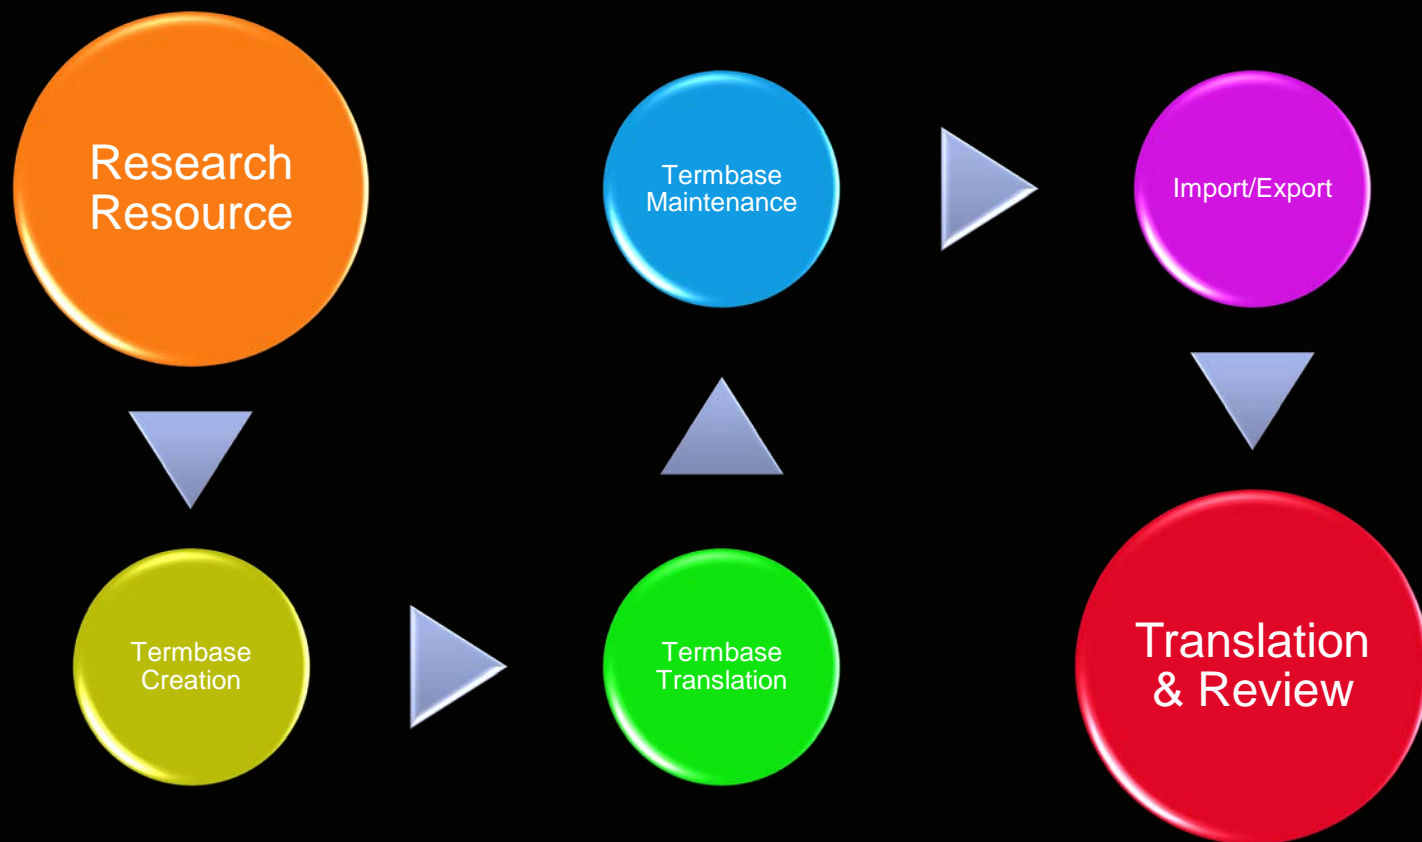 Research
Resource
Termbase
Creation
Termbase
Translation
Termbase
Maintenance
Import/Export
Translation
& Review